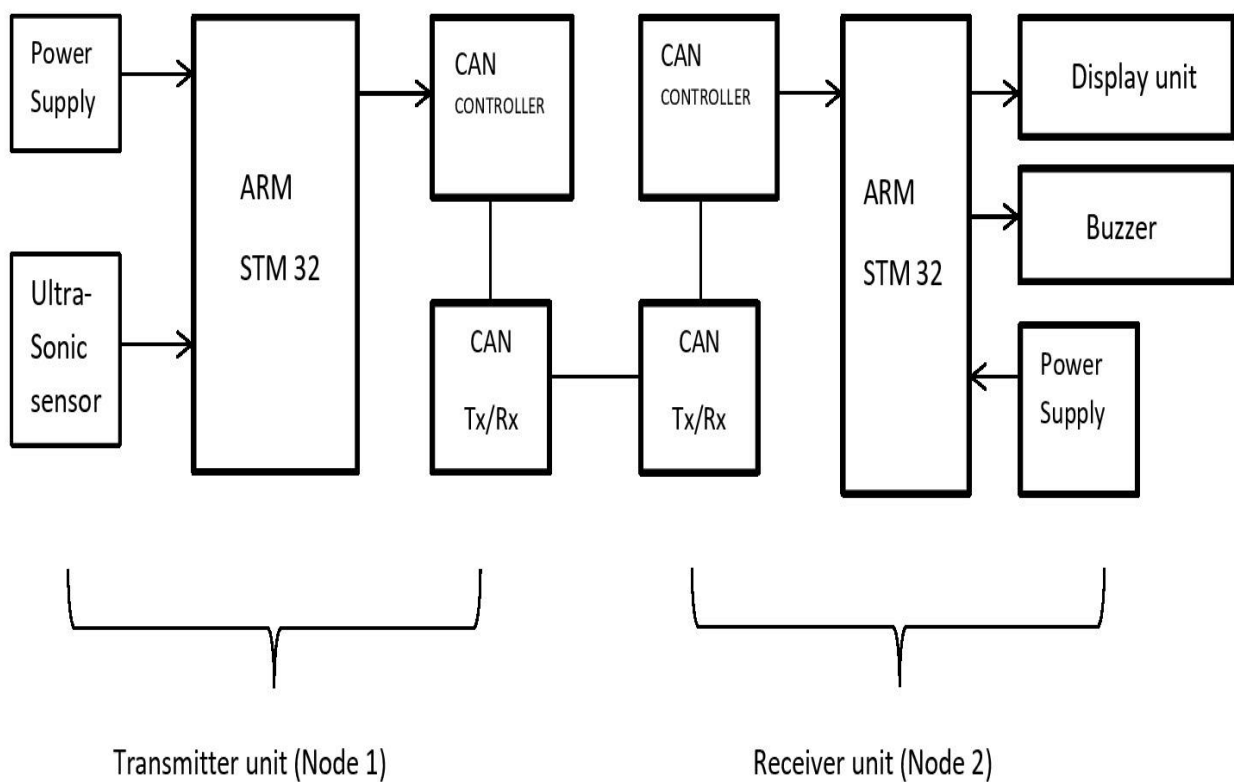 Power
Supply
Ultra-
Sonic
sensor
ARM
STM 32
CAN
CONTROLLER
CAN
Tx/Rx
CAN
CONTROLLER
CAN
Tx/Rx
ARM
STM 32
Display unit
Buzzer
Power
Supply
Transmitter unit (Node 1)
Receiver unit (Node 2)